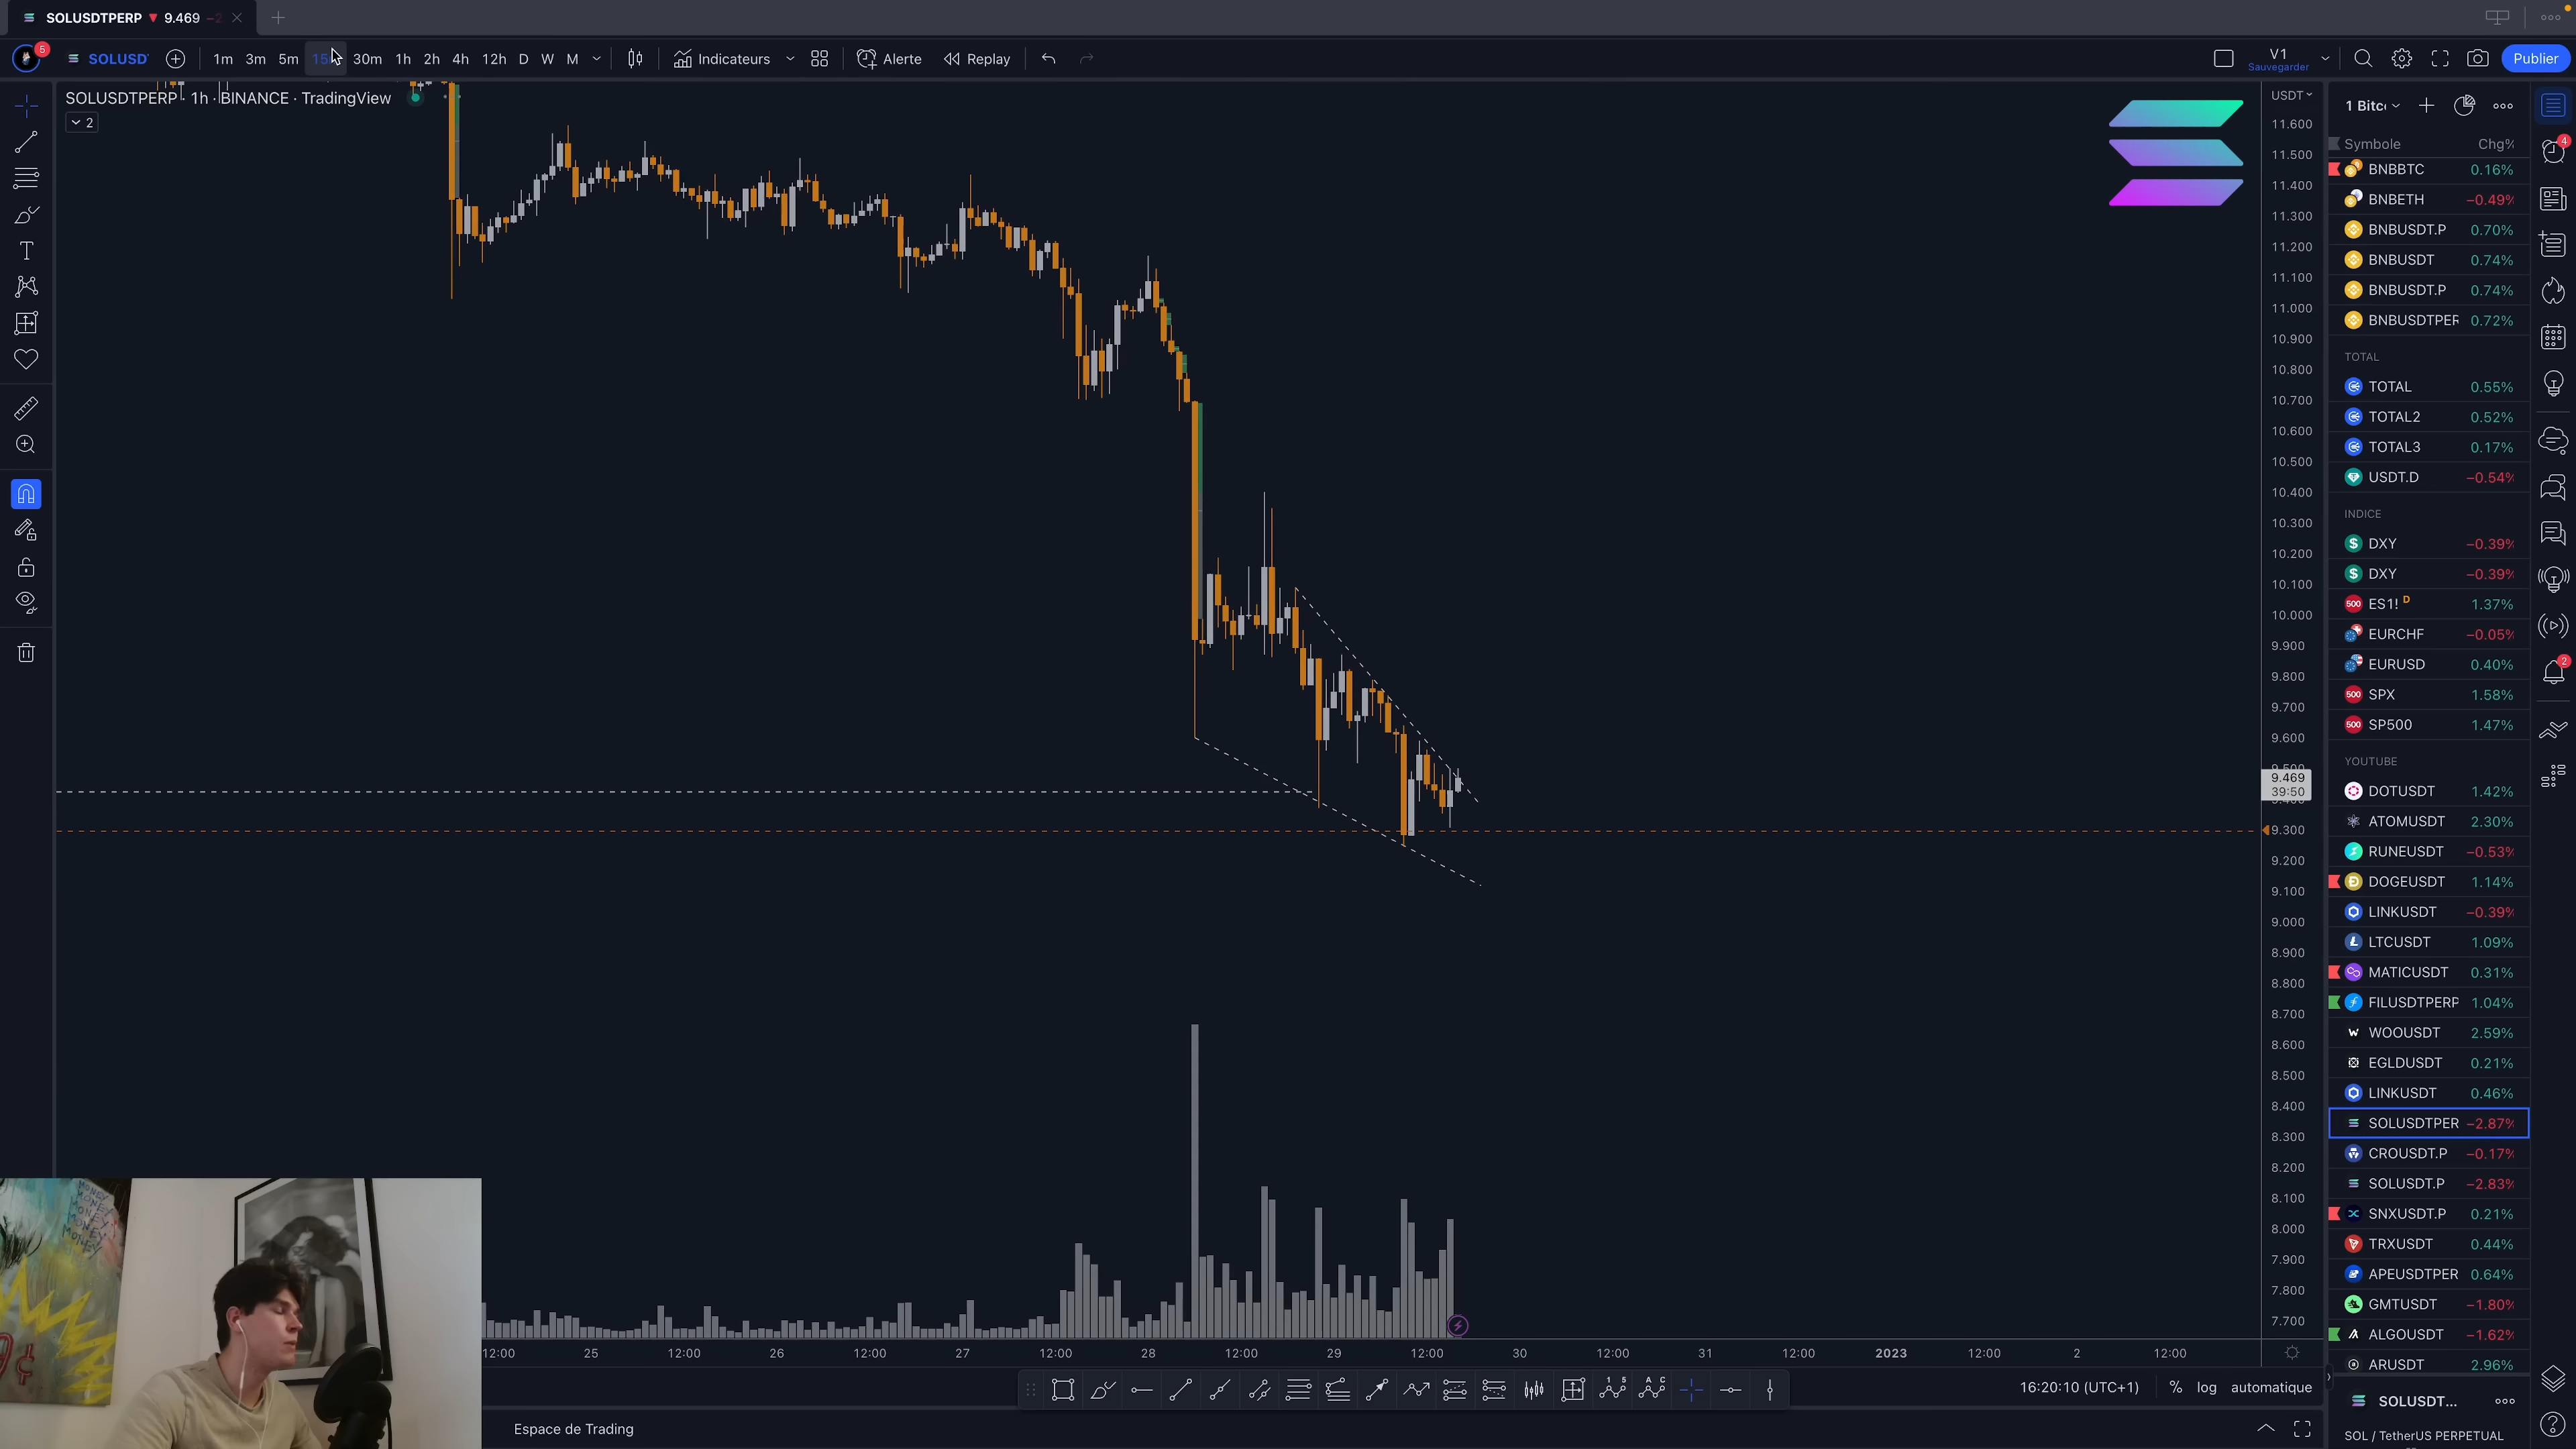 SOLUSDTPERP ▼ 9.469 −2
5
SOLUSD'
1m 3m 5m 30m 1h 2h 4h 12h D W M
Indicateurs
Alerte
Replay
V1
Sauvegarder
Publier
SOLUSDTPERP · 1h · BINANCE · TradingView
2
USDT
11.600
11.500
11.400
11.300
11.200
11.100
11.000
10.900
10.800
10.700
10.600
10.500
10.400
10.300
10.200
10.100
10.000
9.900
9.800
9.700
9.600
9.469
39:50
9.300
9.200
9.100
9.000
8.900
8.800
8.700
8.600
8.500
8.400
8.300
8.200
8.100
8.000
7.900
7.800
7.700
12:00 25 12:00 26 12:00 27 12:00 28 12:00 29 12:00 30 12:00 31 12:00 2023 12:00 2 12:00
16:20:10 (UTC+1) % log automatique
Espace de Trading
1 Bitc
Symbole Chg%
BNBBTC 0.16%
BNBETH −0.49%
BNBUSDT.P 0.70%
BNBUSDT 0.74%
BNBUSDT.P 0.74%
BNBUSDTPER 0.72%
TOTAL
TOTAL 0.55%
TOTAL2 0.52%
TOTAL3 0.17%
USDT.D −0.54%
INDICE
DXY −0.39%
DXY −0.39%
ES1! D 1.37%
EURCHF −0.05%
EURUSD 0.40%
SPX 1.58%
SP500 1.47%
YOUTUBE
DOTUSDT 1.42%
ATOMUSDT 2.30%
RUNEUSDT −0.53%
DOGEUSDT 1.14%
LINKUSDT −0.39%
LTCUSDT 1.09%
MATICUSDT 0.31%
FILUSDTPERP 1.04%
WOOUSDT 2.59%
EGLDUSDT 0.21%
LINKUSDT 0.46%
SOLUSDTPER −2.87%
CROUSDT.P −0.17%
SOLUSDT.P −2.83%
SNXUSDT.P 0.21%
TRXUSDT 0.44%
APEUSDTPER 0.64%
GMTUSDT −1.80%
ALGOUSDT −1.62%
ARUSDT 2.96%
SOLUSDT...
SOL / TetherUS PERPETUAL
4
2
MONEY
MONEY
MONEY
MONEY
MONEY